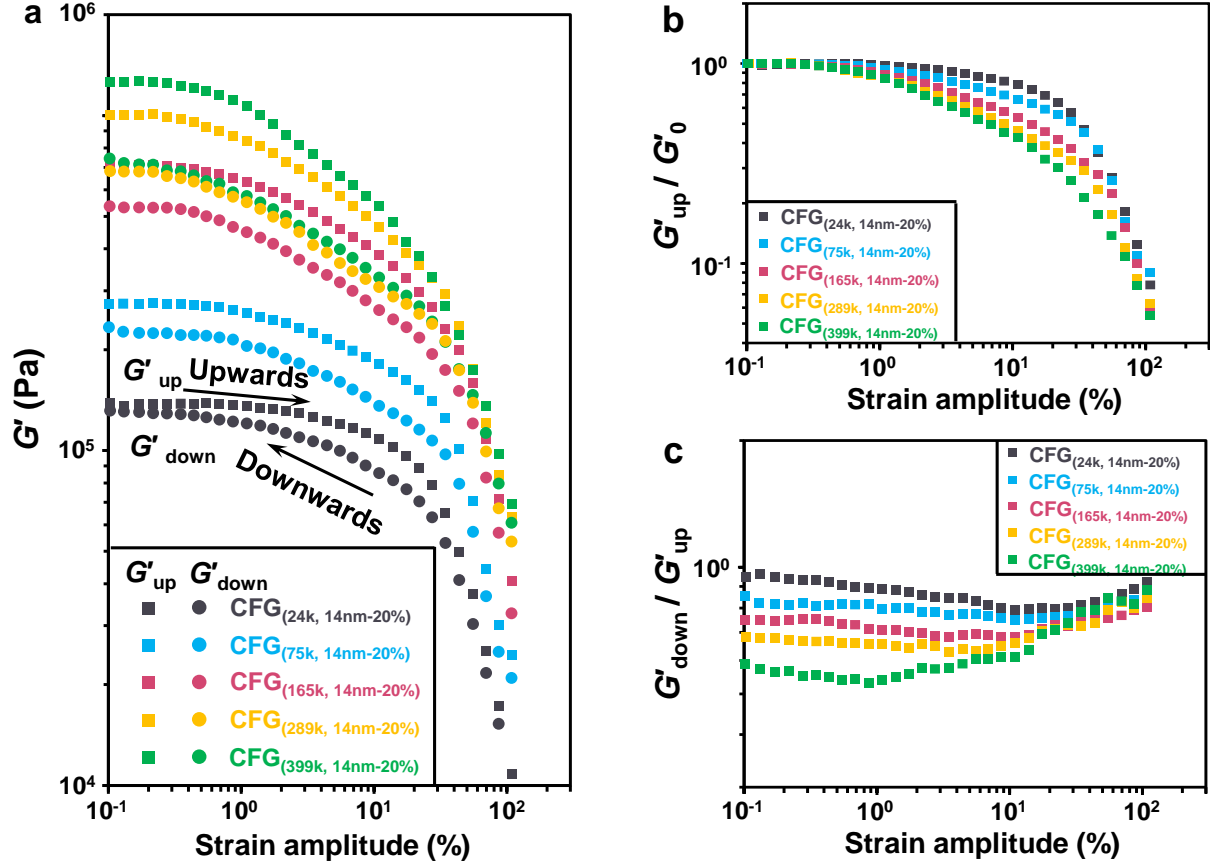 a
10⁶
10⁵
10⁴
G′ (Pa)
G′up Upwards
G′down Downwards
G′up G′down
CFG(24k, 14nm-20%)
CFG(75k, 14nm-20%)
CFG(165k, 14nm-20%)
CFG(289k, 14nm-20%)
CFG(399k, 14nm-20%)
10⁻¹ 10⁰ 10¹ 10²
Strain amplitude (%)
b
10⁰
10⁻¹
G′up / G′0
CFG(24k, 14nm-20%)
CFG(75k, 14nm-20%)
CFG(165k, 14nm-20%)
CFG(289k, 14nm-20%)
CFG(399k, 14nm-20%)
10⁻¹ 10⁰ 10¹ 10²
Strain amplitude (%)
c
10⁰
G′down / G′up
CFG(24k, 14nm-20%)
CFG(75k, 14nm-20%)
CFG(165k, 14nm-20%)
CFG(289k, 14nm-20%)
CFG(399k, 14nm-20%)
10⁻¹ 10⁰ 10¹ 10²
Strain amplitude (%)